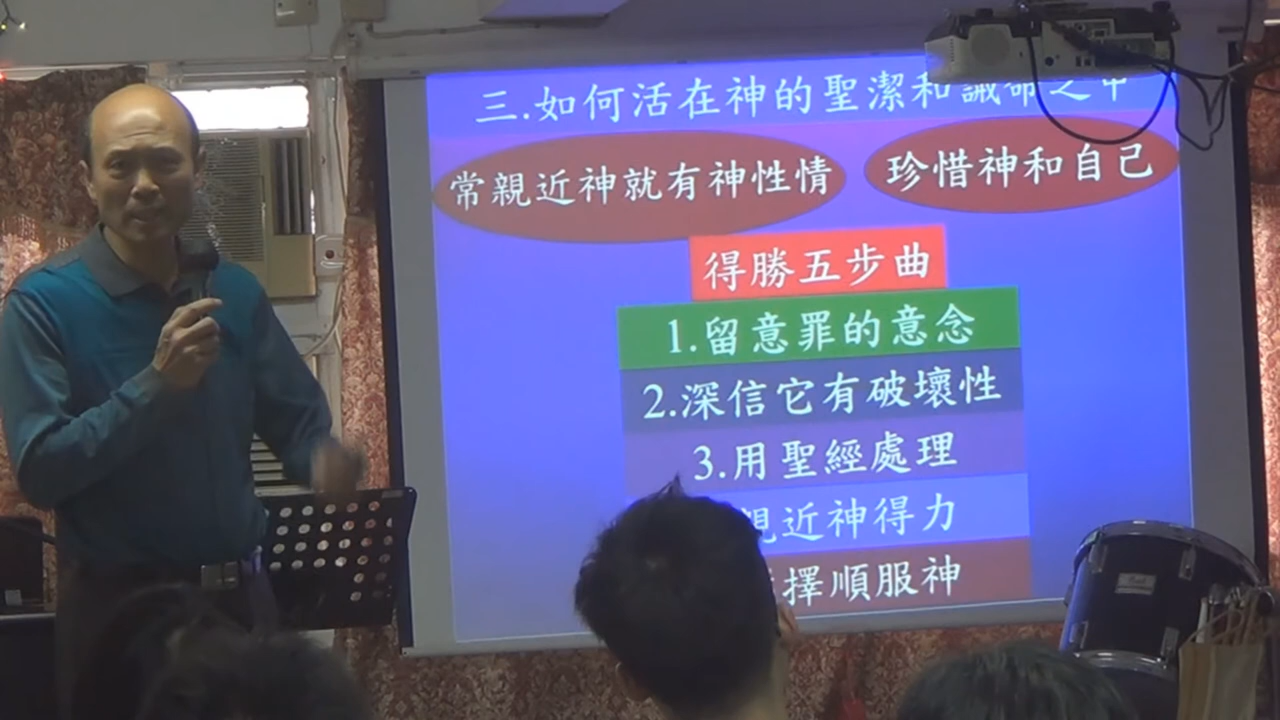 三.如何活在神的聖潔和誡命之中
常親近神就有神性情
珍惜神和自己
得勝五步曲
1.留意罪的意念
2.深信它有破壞性
3.用聖經處理
親近神得力
擇順服神